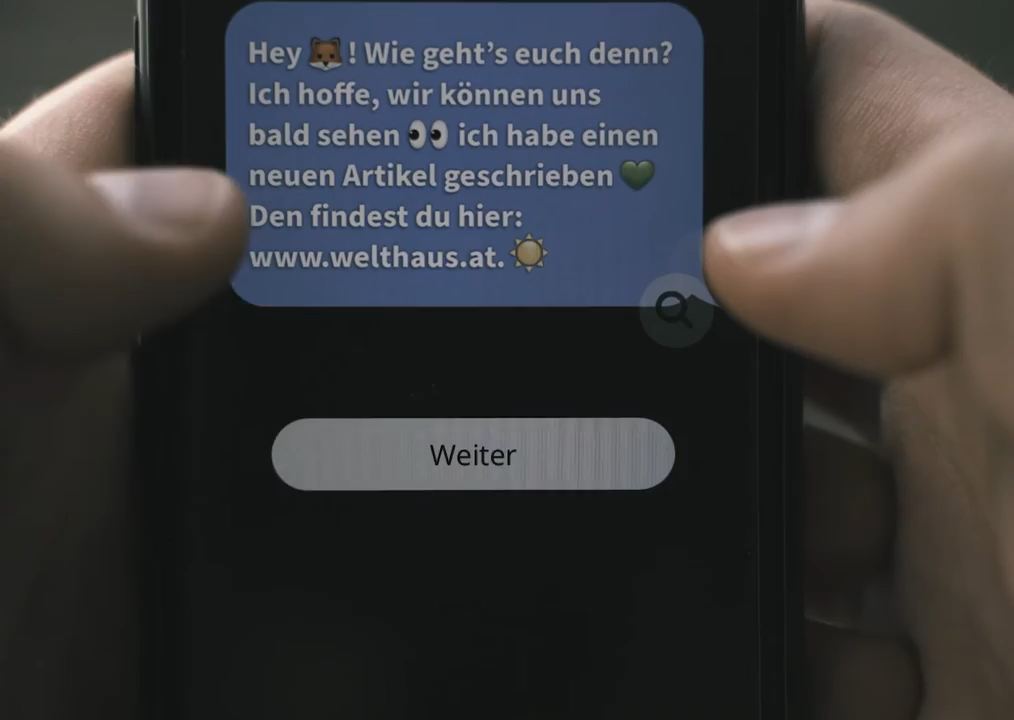 Hey 🦊! Wie geht’s euch denn?
Ich hoffe, wir können uns
bald sehen 👀 ich habe einen
neuen Artikel geschrieben 💚
Den findest du hier:
www.welthaus.at. ☀️
Weiter